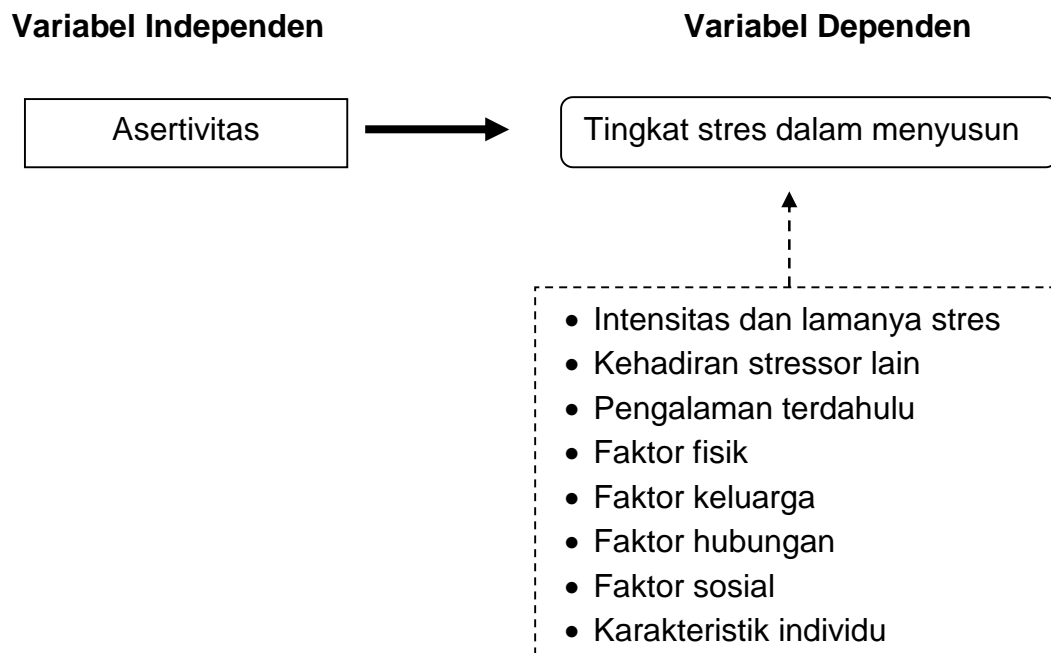 Variabel Independen
Variabel Dependen
Asertivitas
Tingkat stres dalam menyusun
• Intensitas dan lamanya stres
• Kehadiran stressor lain
• Pengalaman terdahulu
• Faktor fisik
• Faktor keluarga
• Faktor hubungan
• Faktor sosial
• Karakteristik individu